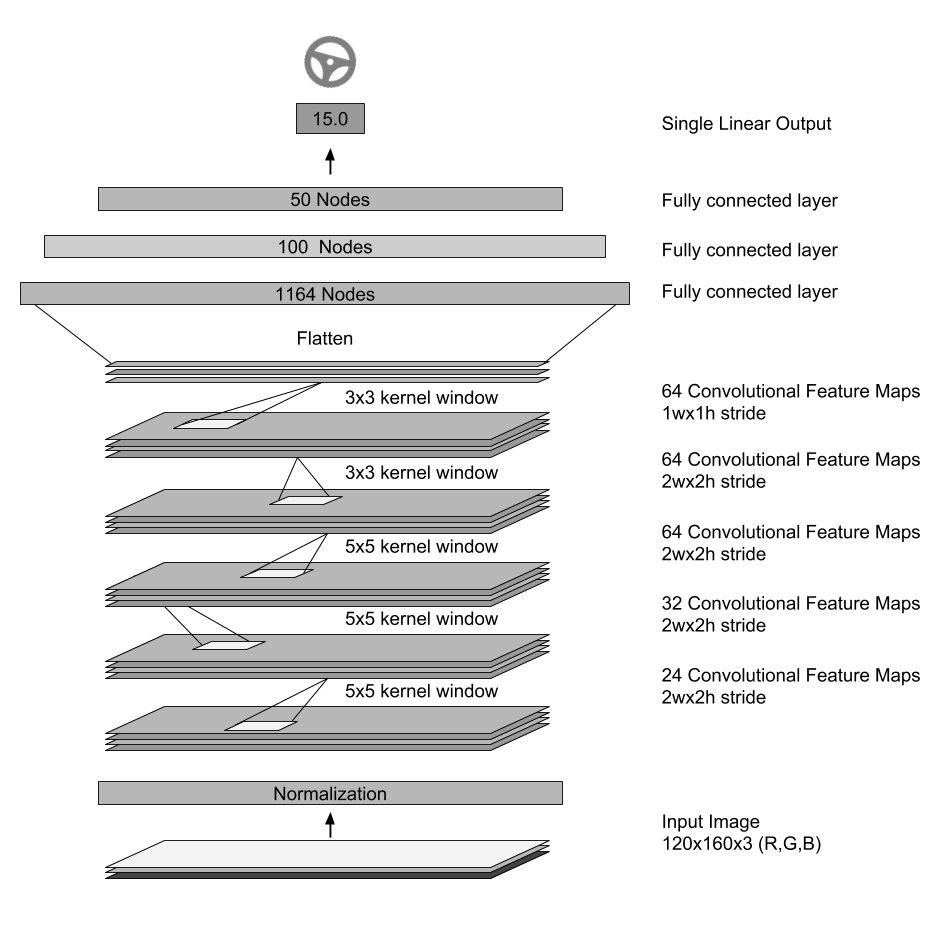 15.0
Single Linear Output
50 Nodes
Fully connected layer
100  Nodes
Fully connected layer
1164 Nodes
Fully connected layer
Flatten
3x3 kernel window
64 Convolutional Feature Maps
1wx1h stride
3x3 kernel window
64 Convolutional Feature Maps
2wx2h stride
5x5 kernel window
64 Convolutional Feature Maps
2wx2h stride
5x5 kernel window
32 Convolutional Feature Maps
2wx2h stride
5x5 kernel window
24 Convolutional Feature Maps
2wx2h stride
Normalization
Input Image
120x160x3 (R,G,B)